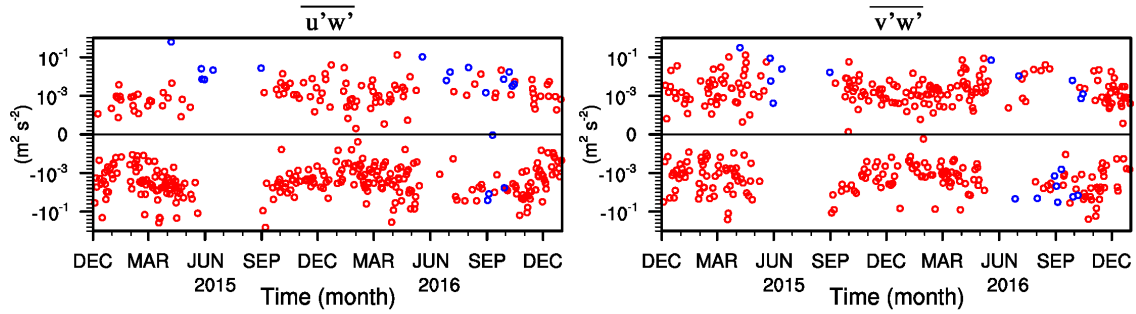 u'w'
v'w'
10⁻¹
10⁻³
0
-10⁻³
-10⁻¹
(m² s⁻²)
DEC MAR JUN SEP DEC MAR JUN SEP DEC
2015 2016
Time (month)
10⁻¹
10⁻³
0
-10⁻³
-10⁻¹
(m² s⁻²)
DEC MAR JUN SEP DEC MAR JUN SEP DEC
2015 2016
Time (month)